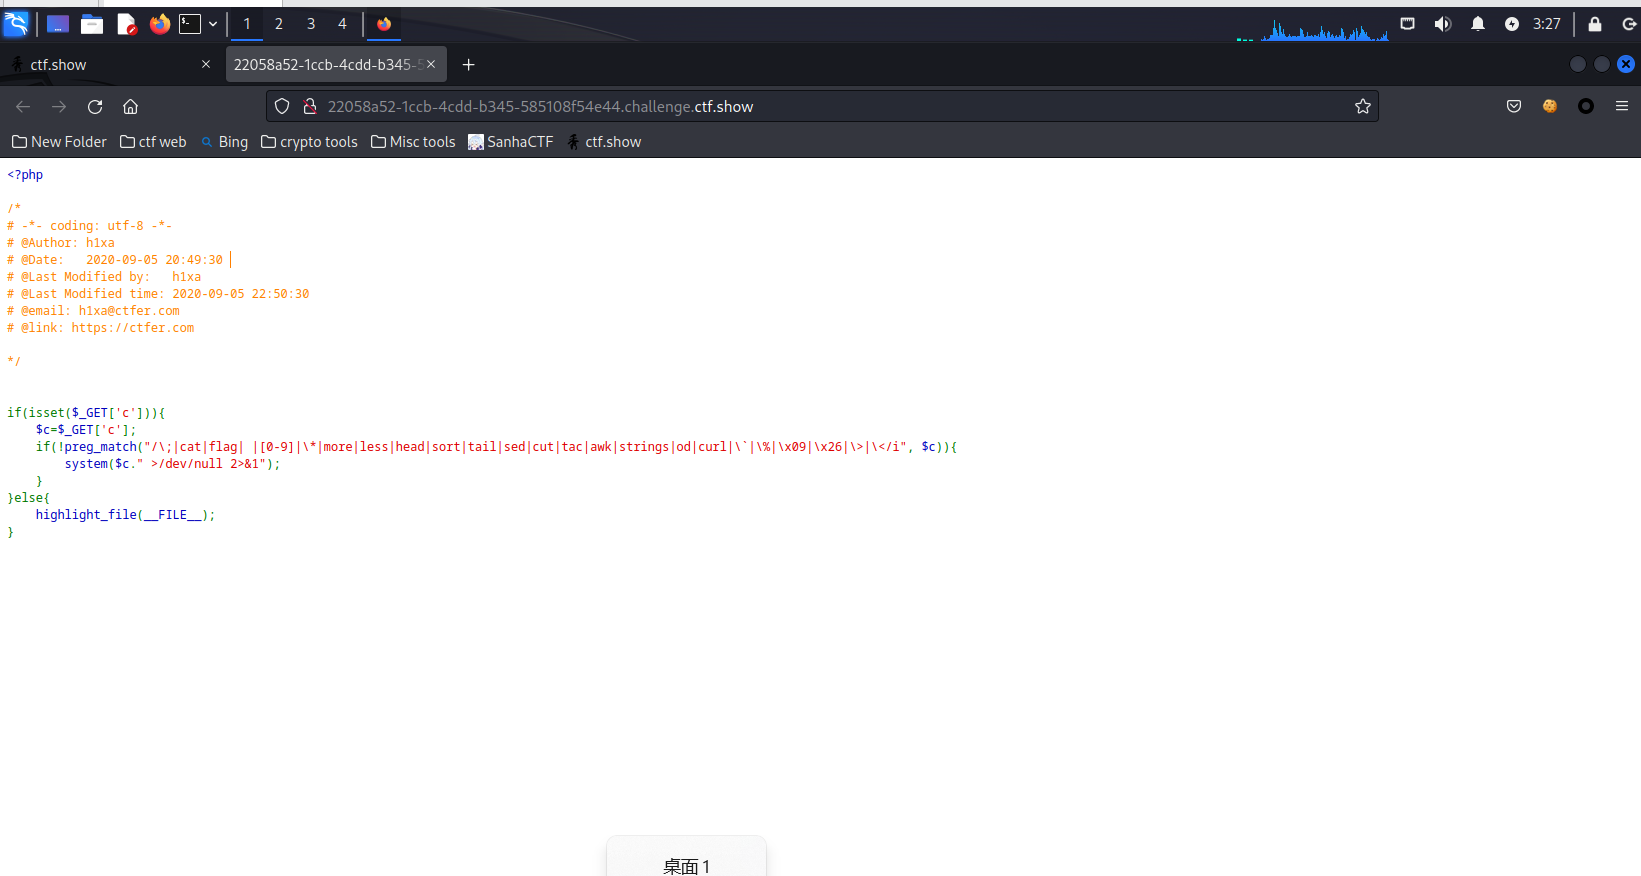 1 2 3 4 3:27
ctf.show 22058a52-1ccb-4cdd-b345-5
22058a52-1ccb-4cdd-b345-585108f54e44.challenge.ctf.show
New Folder ctf web Bing crypto tools Misc tools SanhaCTF ctf.show
<?php
/*
# -*- coding: utf-8 -*-
# @Author: h1xa
# @Date:   2020-09-05 20:49:30
# @Last Modified by:   h1xa
# @Last Modified time: 2020-09-05 22:50:30
# @email: h1xa@ctfer.com
# @link: https://ctfer.com
*/
if(isset($_GET['c'])){
    $c=$_GET['c'];
    if(!preg_match("/\;|cat|flag| |[0-9]|\*|more|less|head|sort|tail|sed|cut|tac|awk|strings|od|curl|\`|\%|\x09|\x26|\>|\</i", $c)){
        system($c." >/dev/null 2>&1");
    }
}else{
    highlight_file(__FILE__);
}
桌面 1